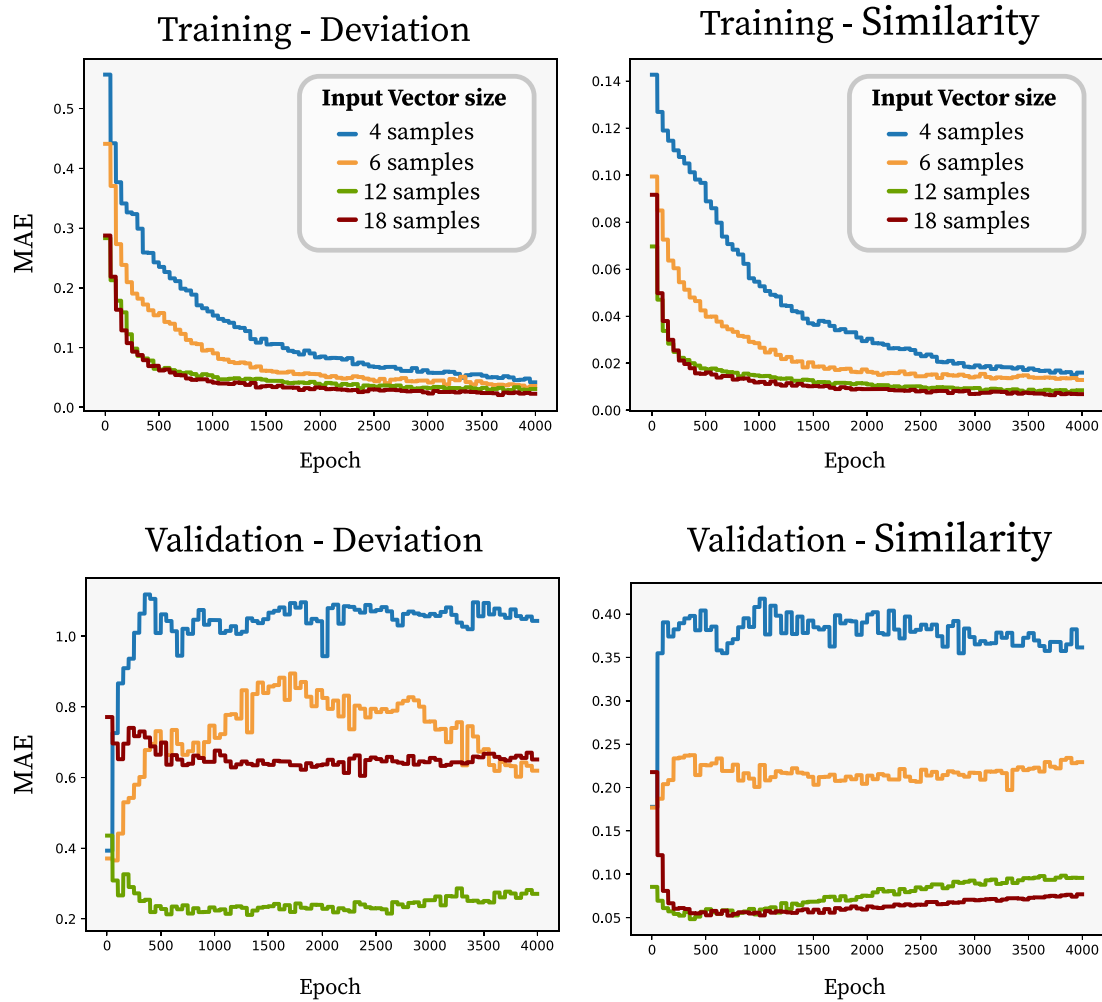 Training - Deviation
0.5
0.4
0.3
0.2
0.1
0.0
MAE
Input Vector size
4 samples
6 samples
12 samples
18 samples
0 500 1000 1500 2000 2500 3000 3500 4000
Epoch
Training - Similarity
0.14
0.12
0.10
0.08
0.06
0.04
0.02
0.00
Input Vector size
4 samples
6 samples
12 samples
18 samples
0 500 1000 1500 2000 2500 3000 3500 4000
Epoch
Validation - Deviation
1.0
0.8
0.6
0.4
0.2
MAE
0 500 1000 1500 2000 2500 3000 3500 4000
Epoch
Validation - Similarity
0.40
0.35
0.30
0.25
0.20
0.15
0.10
0.05
0 500 1000 1500 2000 2500 3000 3500 4000
Epoch